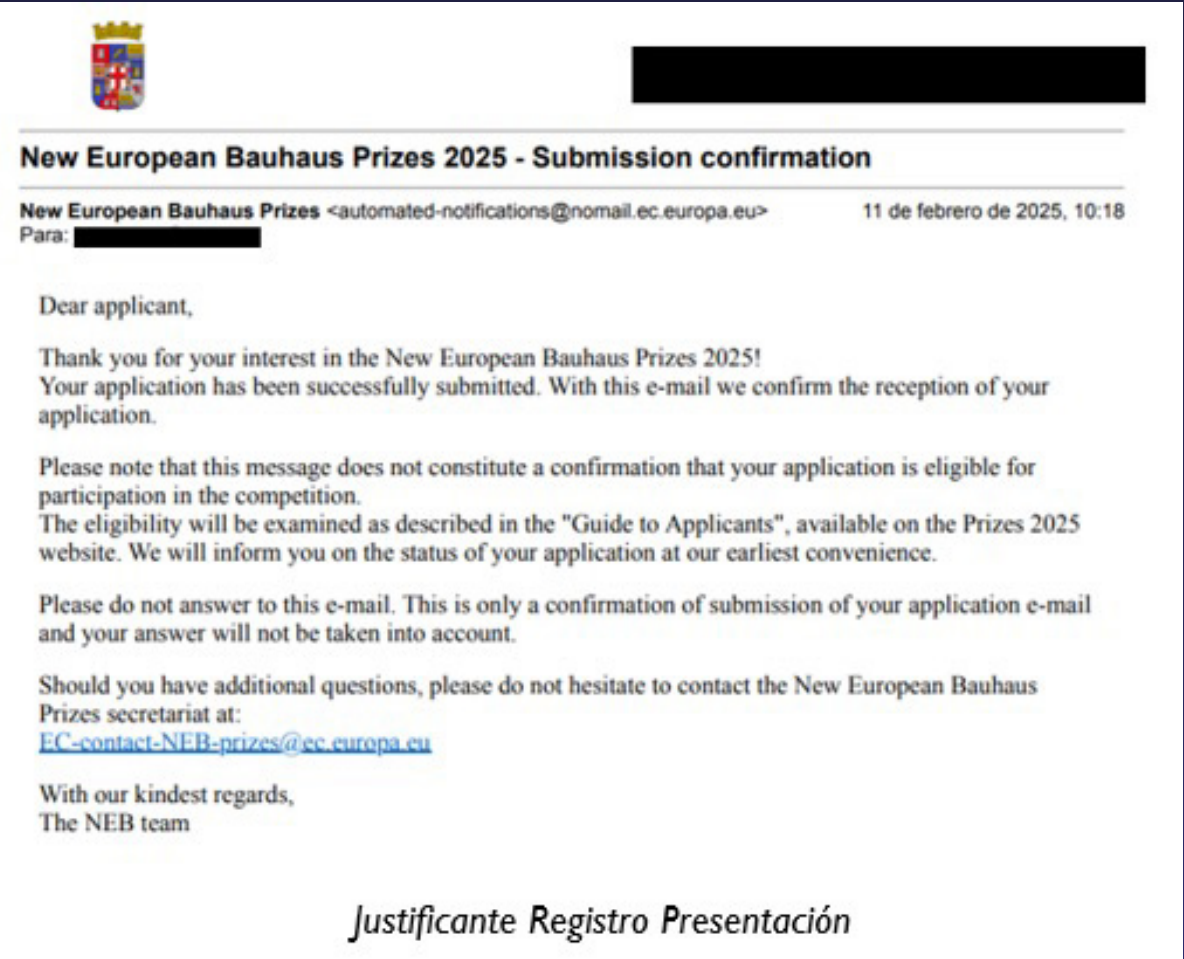 New European Bauhaus Prizes 2025 - Submission confirmation
New European Bauhaus Prizes <automated-notifications@nomail.ec.europa.eu> 11 de febrero de 2025, 10:18
Para:
Dear applicant,
Thank you for your interest in the New European Bauhaus Prizes 2025!
Your application has been successfully submitted. With this e-mail we confirm the reception of your
application.
Please note that this message does not constitute a confirmation that your application is eligible for
participation in the competition.
The eligibility will be examined as described in the "Guide to Applicants", available on the Prizes 2025
website. We will inform you on the status of your application at our earliest convenience.
Please do not answer to this e-mail. This is only a confirmation of submission of your application e-mail
and your answer will not be taken into account.
Should you have additional questions, please do not hesitate to contact the New European Bauhaus
Prizes secretariat at:
EC-contact-NEB-prizes@ec.europa.eu
With our kindest regards,
The NEB team
Justificante Registro Presentación